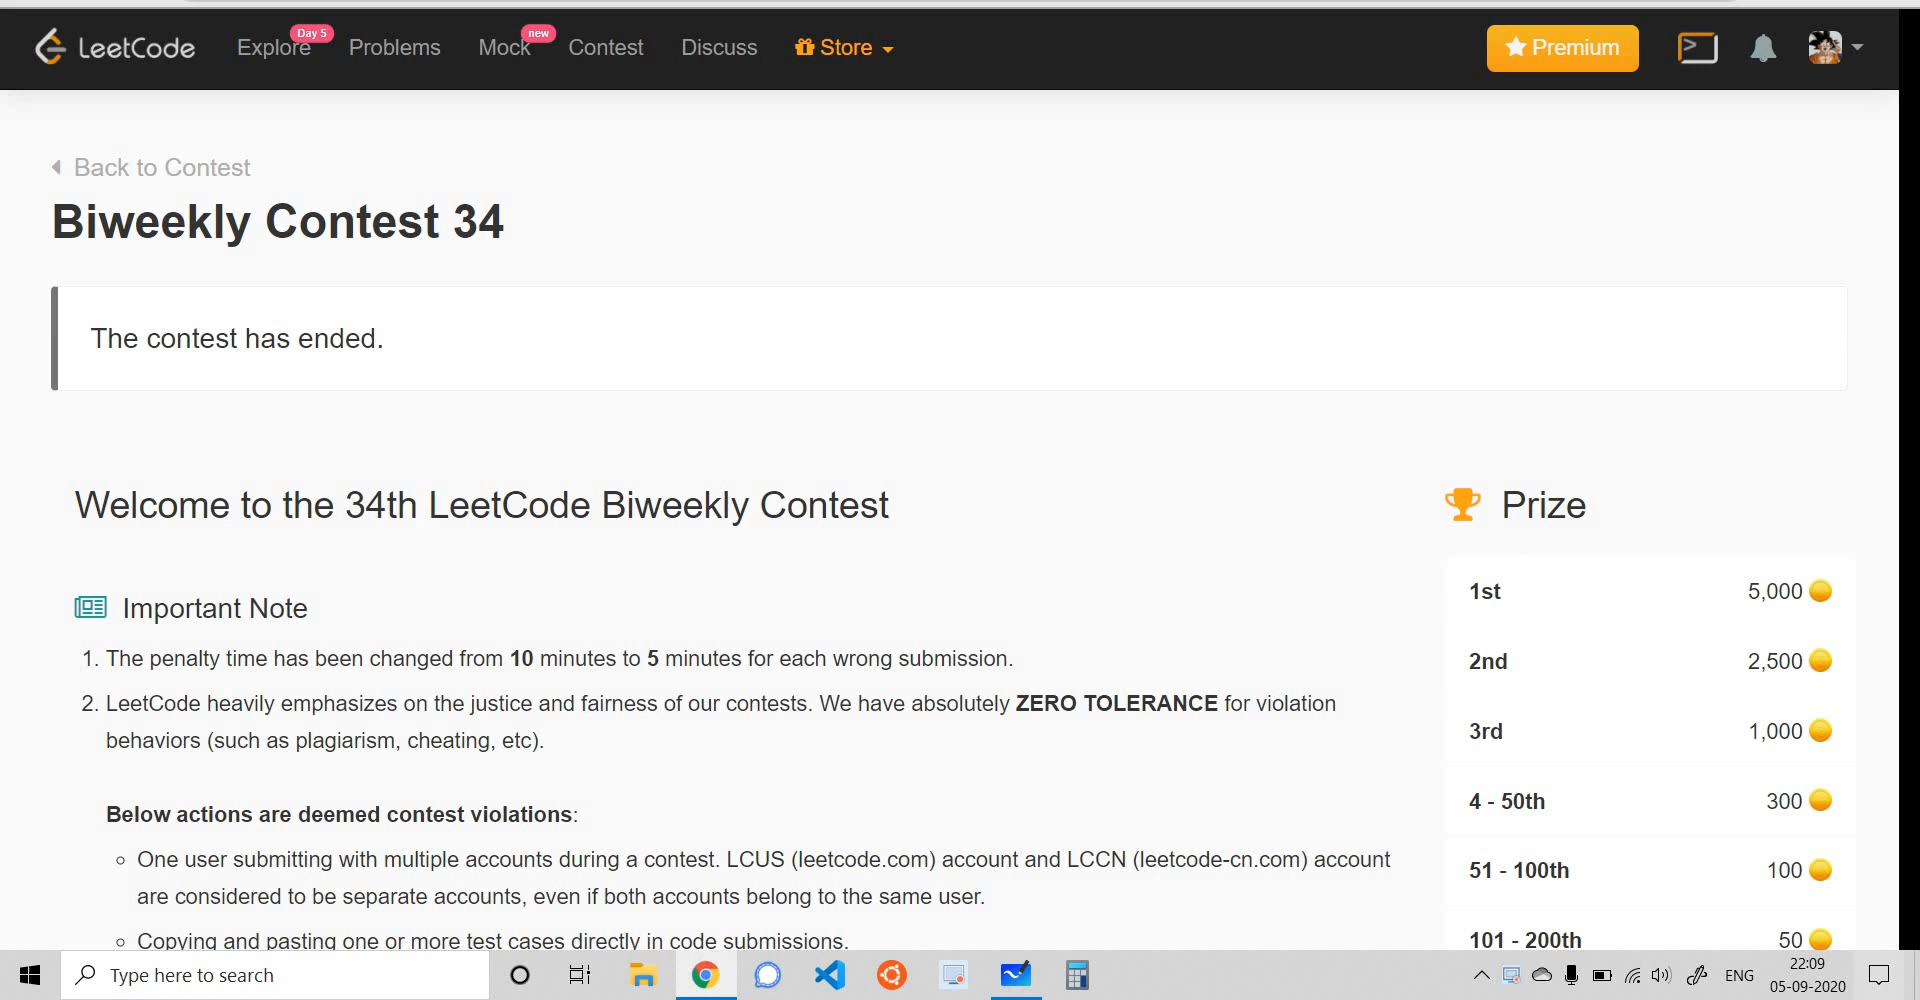 LeetCode Explore Day 5 Problems Mock new Contest Discuss Store Premium
Back to Contest
Biweekly Contest 34
The contest has ended.
Welcome to the 34th LeetCode Biweekly Contest
Important Note
1. The penalty time has been changed from 10 minutes to 5 minutes for each wrong submission.
2. LeetCode heavily emphasizes on the justice and fairness of our contests. We have absolutely ZERO TOLERANCE for violation
behaviors (such as plagiarism, cheating, etc).
Below actions are deemed contest violations:
One user submitting with multiple accounts during a contest. LCUS (leetcode.com) account and LCCN (leetcode-cn.com) account
are considered to be separate accounts, even if both accounts belong to the same user.
Copying and pasting one or more test cases directly in code submissions.
Prize
1st 5,000
2nd 2,500
3rd 1,000
4 - 50th 300
51 - 100th 100
101 - 200th 50
Type here to search
ENG
22:09
05-09-2020